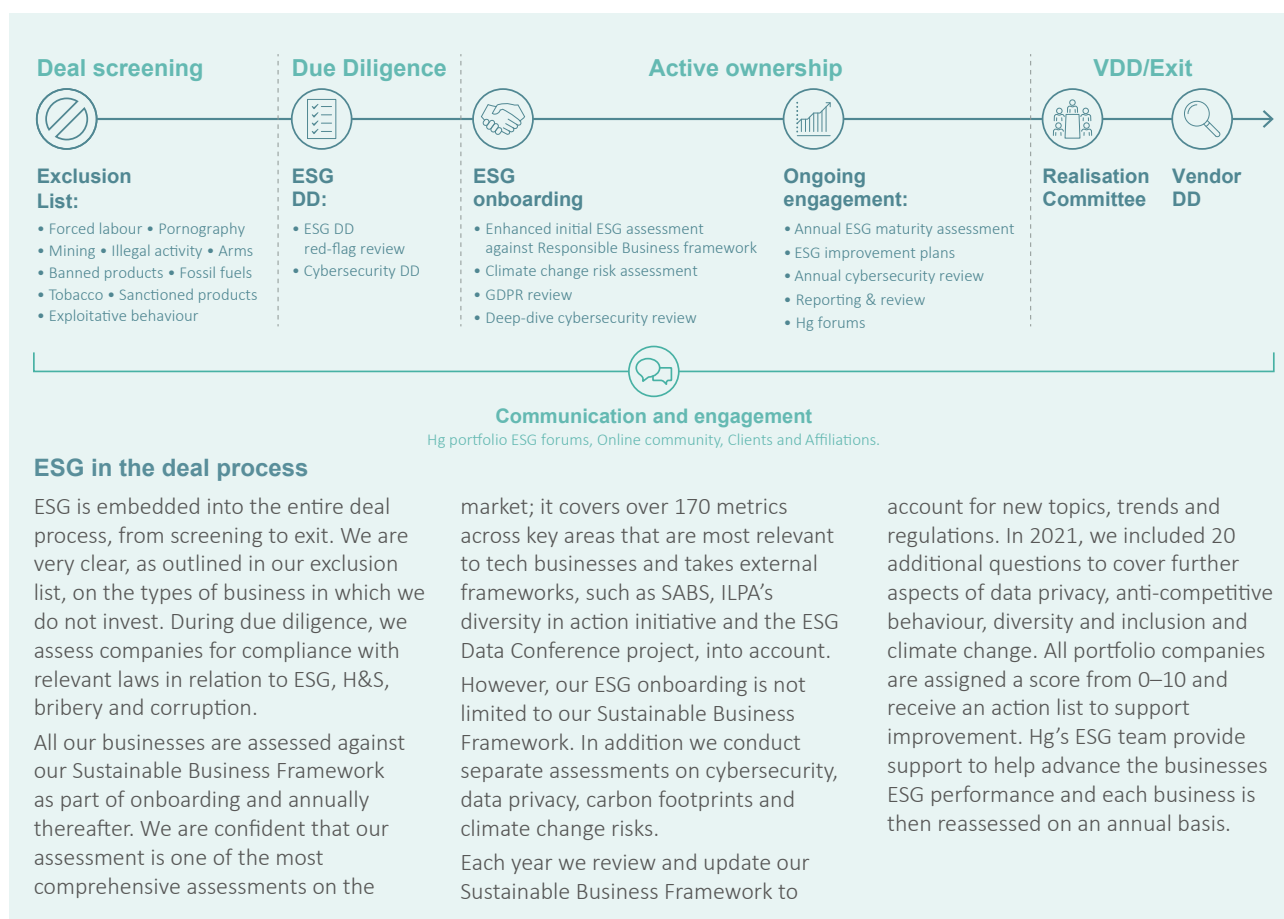 Deal screening
Due Diligence
Active ownership
VDD/Exit
Exclusion
List:
• Forced labour • Pornography
• Mining • Illegal activity • Arms
• Banned products • Fossil fuels
• Tobacco • Sanctioned products
• Exploitative behaviour
ESG
DD:
• ESG DD
red-flag review
• Cybersecurity DD
ESG
onboarding
• Enhanced initial ESG assessment
against Responsible Business framework
• Climate change risk assessment
• GDPR review
• Deep-dive cybersecurity review
Ongoing
engagement:
• Annual ESG maturity assessment
• ESG improvement plans
• Annual cybersecurity review
• Reporting & review
• Hg forums
Realisation
Committee
Vendor
DD
Communication and engagement
Hg portfolio ESG forums, Online community, Clients and Affiliations.
ESG in the deal process
ESG is embedded into the entire deal
process, from screening to exit. We are
very clear, as outlined in our exclusion
list, on the types of business in which we
do not invest. During due diligence, we
assess companies for compliance with
relevant laws in relation to ESG, H&S,
bribery and corruption.
All our businesses are assessed against
our Sustainable Business Framework
as part of onboarding and annually
thereafter. We are confident that our
assessment is one of the most
comprehensive assessments on the
market; it covers over 170 metrics
across key areas that are most relevant
to tech businesses and takes external
frameworks, such as SABS, ILPA’s
diversity in action initiative and the ESG
Data Conference project, into account.
However, our ESG onboarding is not
limited to our Sustainable Business
Framework. In addition we conduct
separate assessments on cybersecurity,
data privacy, carbon footprints and
climate change risks.
Each year we review and update our
Sustainable Business Framework to
account for new topics, trends and
regulations. In 2021, we included 20
additional questions to cover further
aspects of data privacy, anti-competitive
behaviour, diversity and inclusion and
climate change. All portfolio companies
are assigned a score from 0–10 and
receive an action list to support
improvement. Hg’s ESG team provide
support to help advance the businesses
ESG performance and each business is
then reassessed on an annual basis.